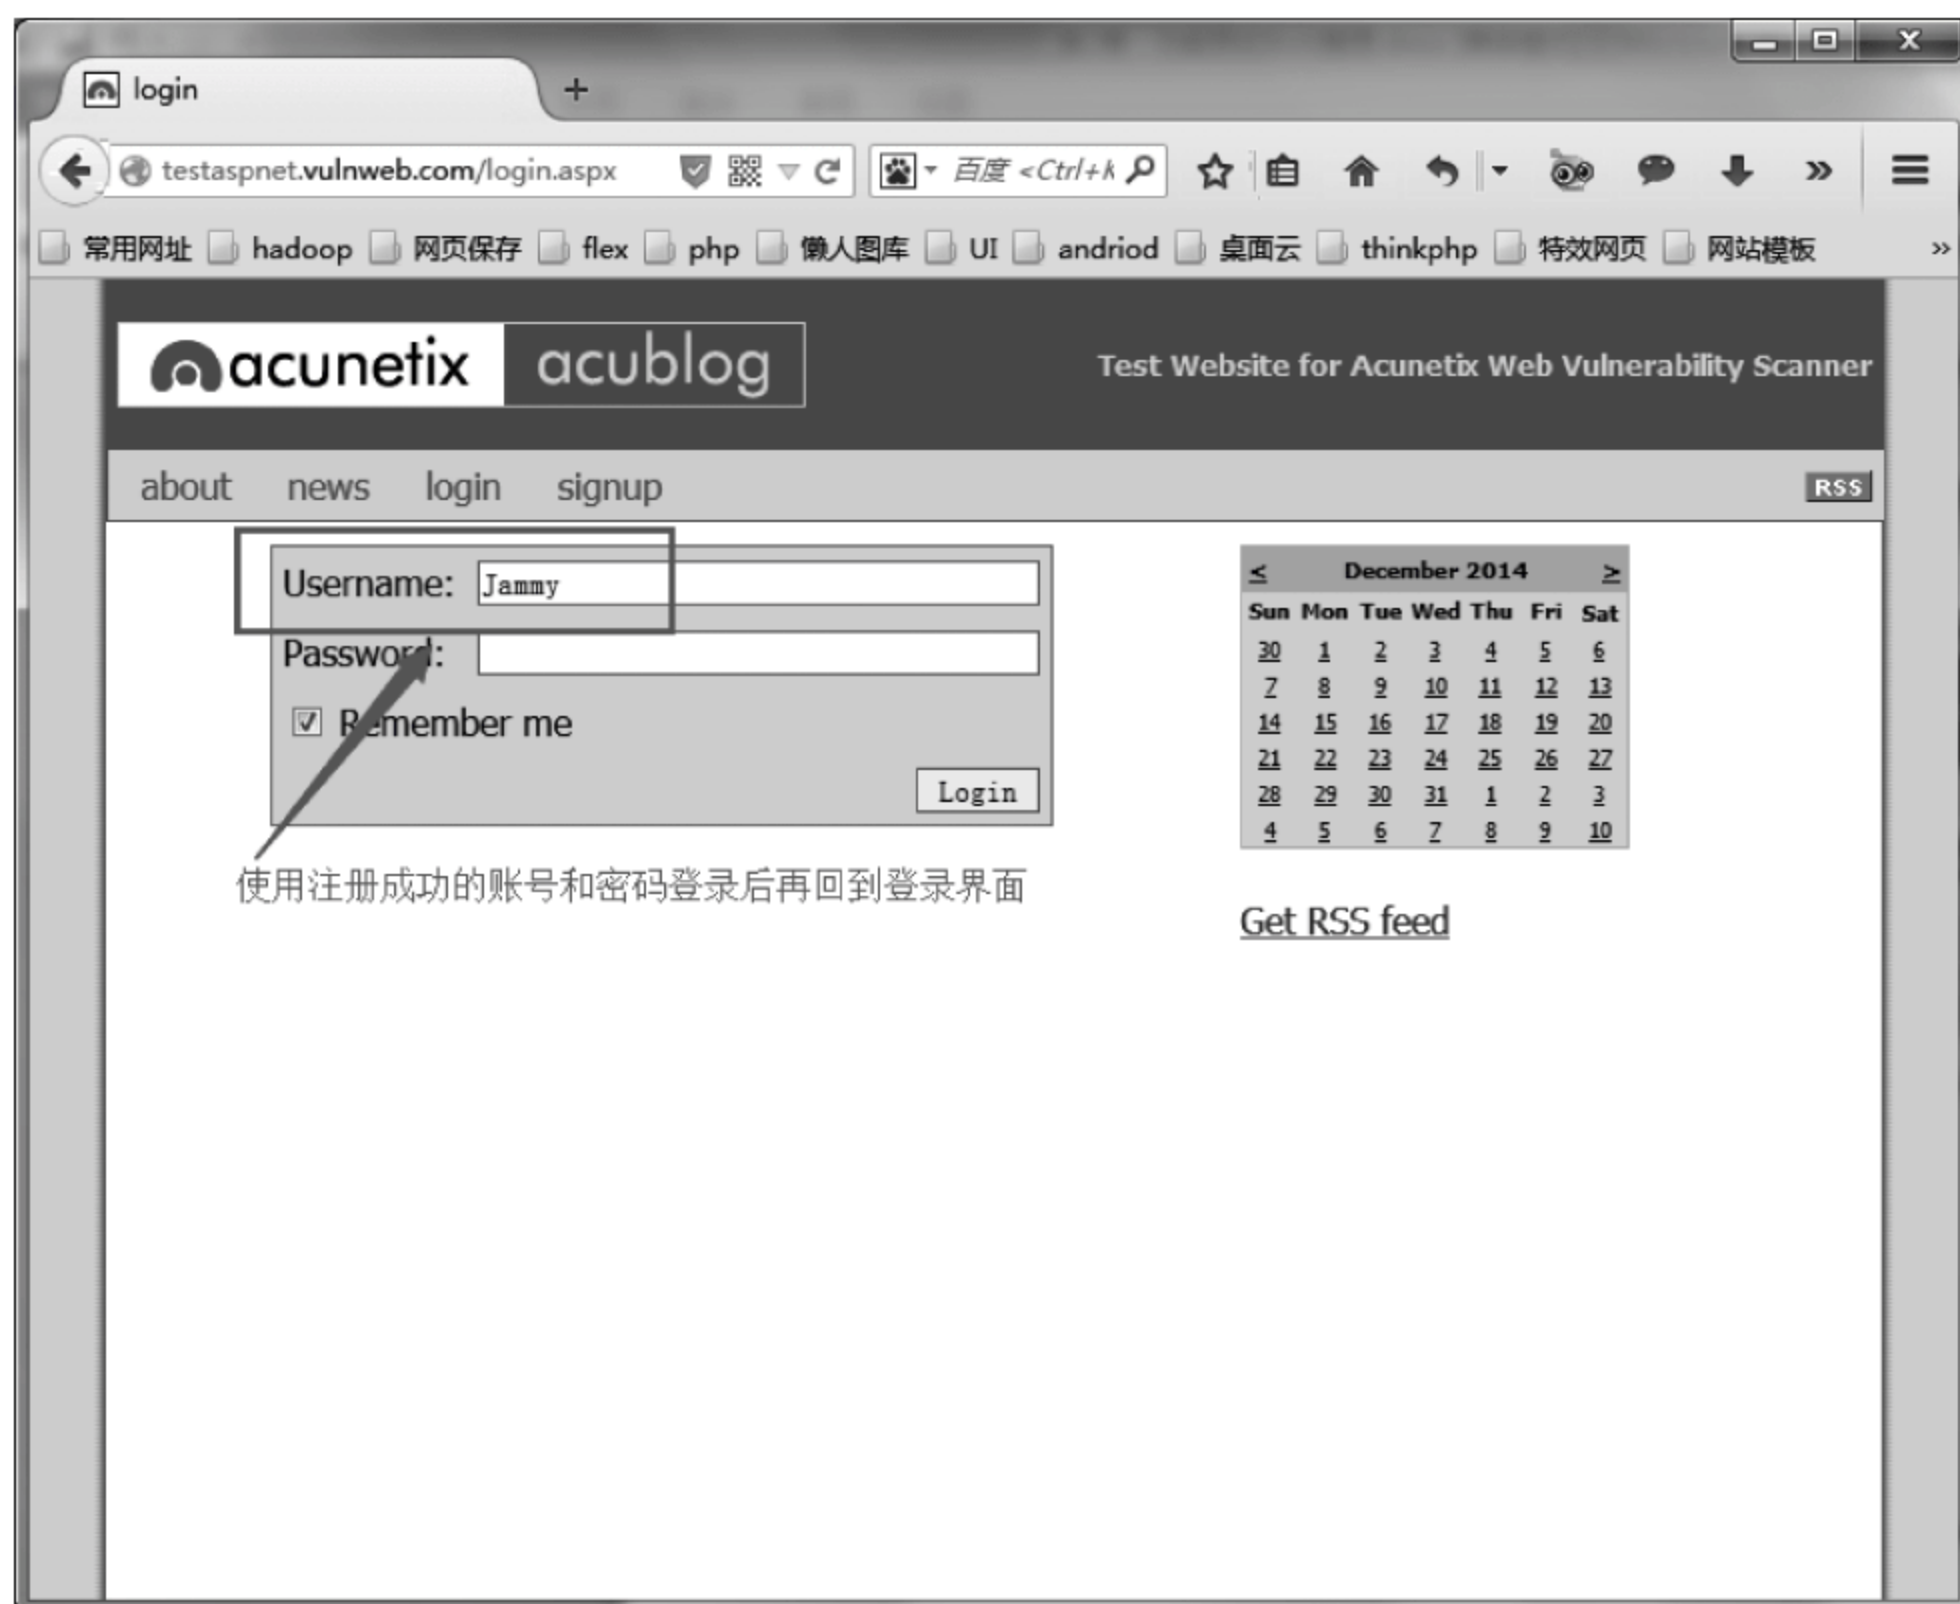 login
testaspnet.vulnweb.com/login.aspx 百度 <Ctrl+k
常用网址 hadoop 网页保存 flex php 懒人图库 UI andriod 桌面云 thinkphp 特效网页 网站模板 »
acunetix acublog Test Website for Acunetix Web Vulnerability Scanner
about news login signup RSS
Username: Jammy
Password:
Remember me
Login
使用注册成功的账号和密码登录后再回到登录界面
< December 2014 >
Sun Mon Tue Wed Thu Fri Sat
30 1 2 3 4 5 6
7 8 9 10 11 12 13
14 15 16 17 18 19 20
21 22 23 24 25 26 27
28 29 30 31 1 2 3
4 5 6 7 8 9 10
Get RSS feed